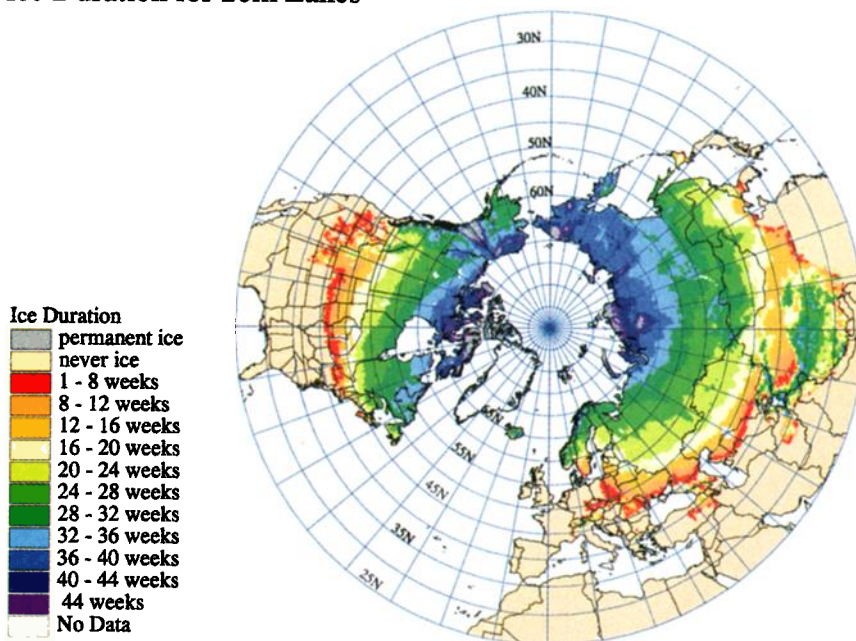 30N
40N
50N
60N
65N
55N
45N
35N
25N
Ice Duration
permanent ice
never ice
1 - 8 weeks
8 - 12 weeks
12 - 16 weeks
16 - 20 weeks
20 - 24 weeks
24 - 28 weeks
28 - 32 weeks
32 - 36 weeks
36 - 40 weeks
40 - 44 weeks
44 weeks
No Data